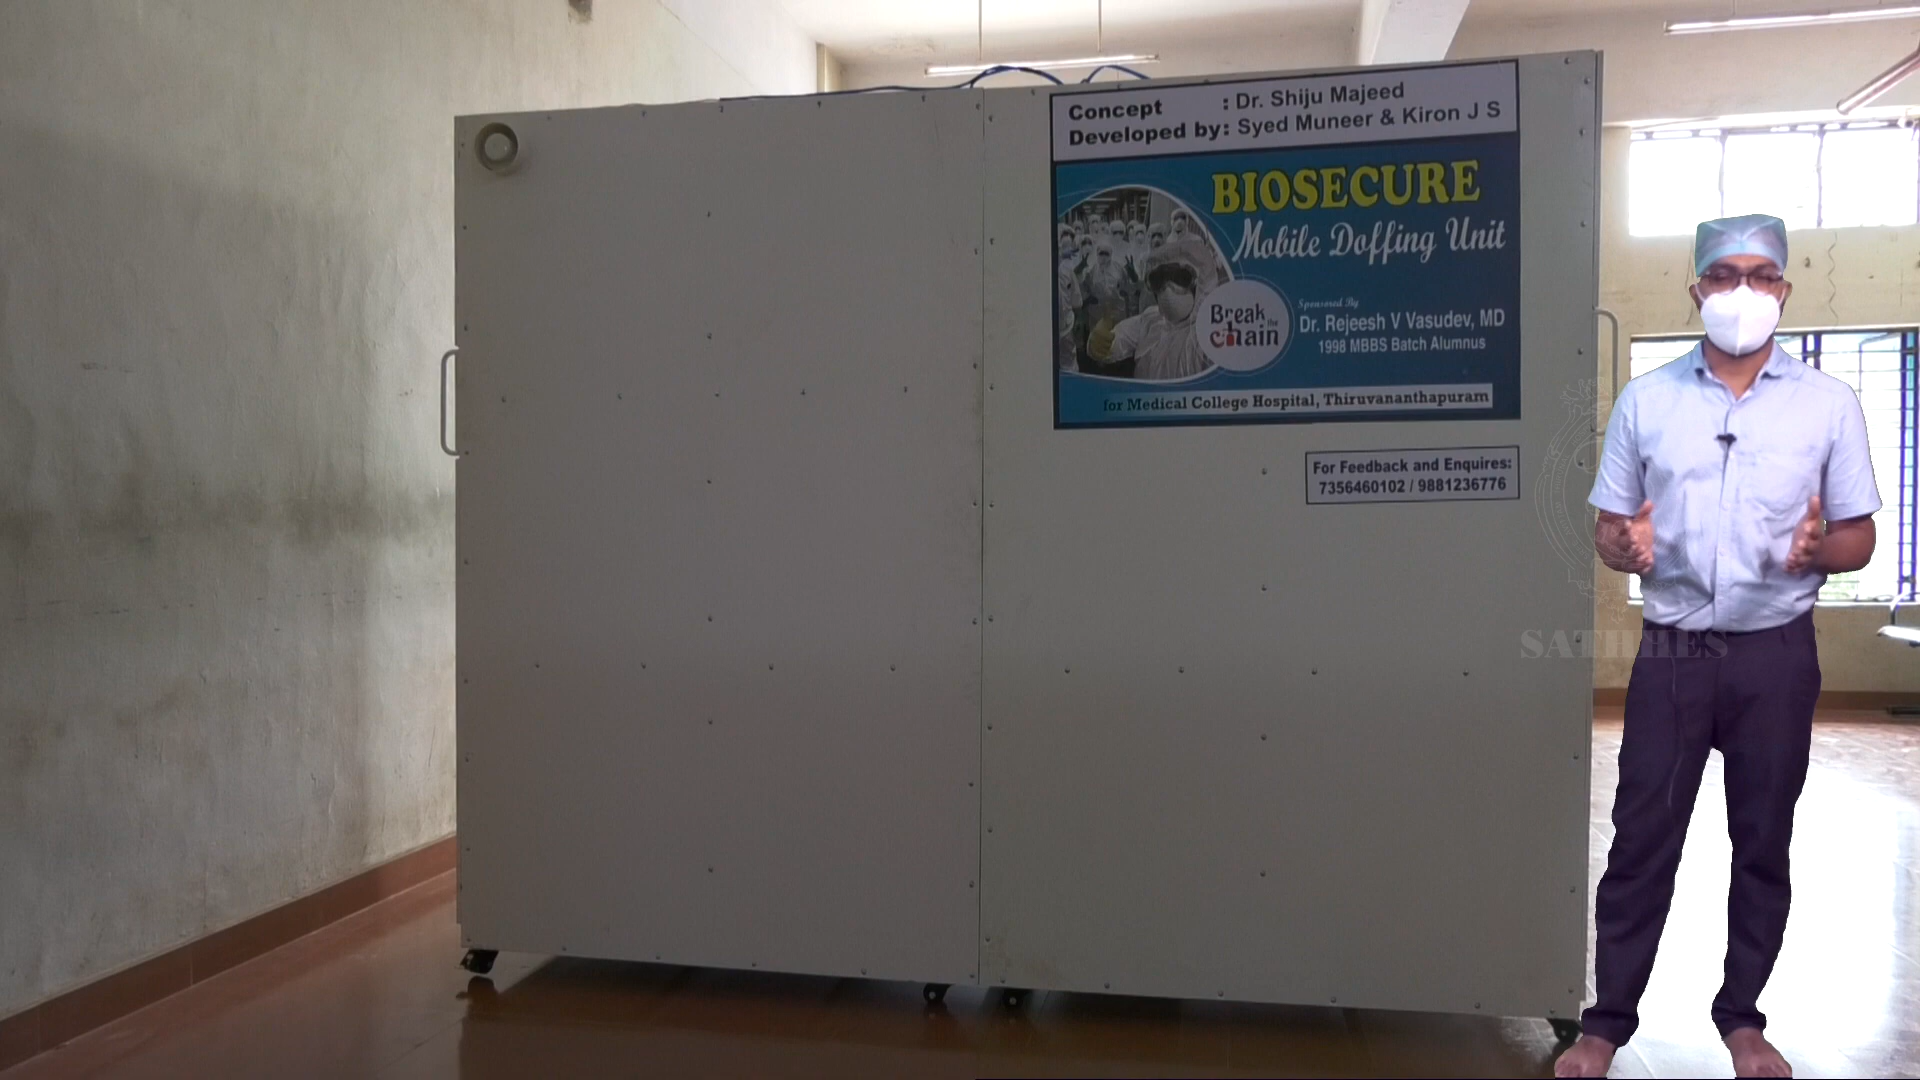 Concept : Dr. Shiju Majeed
Developed by: Syed Muneer & Kiron J S
BIOSECURE
Mobile Doffing Unit
Break
the
chain
Sponsored By
Dr. Rejeesh V Vasudev, MD
1998 MBBS Batch Alumnus
for Medical College Hospital, Thiruvananthapuram
For Feedback and Enquires:
7356460102 / 9881236776